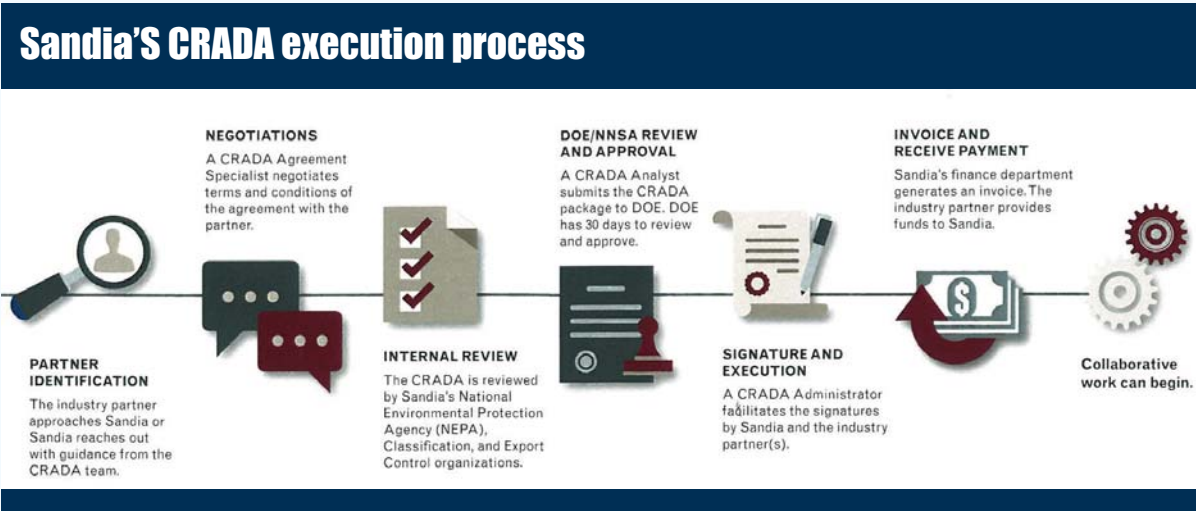 Sandia'S CRADA execution process
PARTNER
IDENTIFICATION
The industry partner
approaches Sandia or
Sandia reaches out
with guidance from the
CRADA team.
NEGOTIATIONS
A CRADA Agreement
Specialist negotiates
terms and conditions of
the agreement with the
partner.
INTERNAL REVIEW
The CRADA is reviewed
by Sandia's National
Environmental Protection
Agency (NEPA),
Classification, and Export
Control organizations.
DOE/NNSA REVIEW
AND APPROVAL
A CRADA Analyst
submits the CRADA
package to DOE. DOE
has 30 days to review
and approve.
SIGNATURE AND
EXECUTION
A CRADA Administrator
facilitates the signatures
by Sandia and the industry
partner(s).
INVOICE AND
RECEIVE PAYMENT
Sandia's finance department
generates an invoice. The
industry partner provides
funds to Sandia.
$
Collaborative
work can begin.